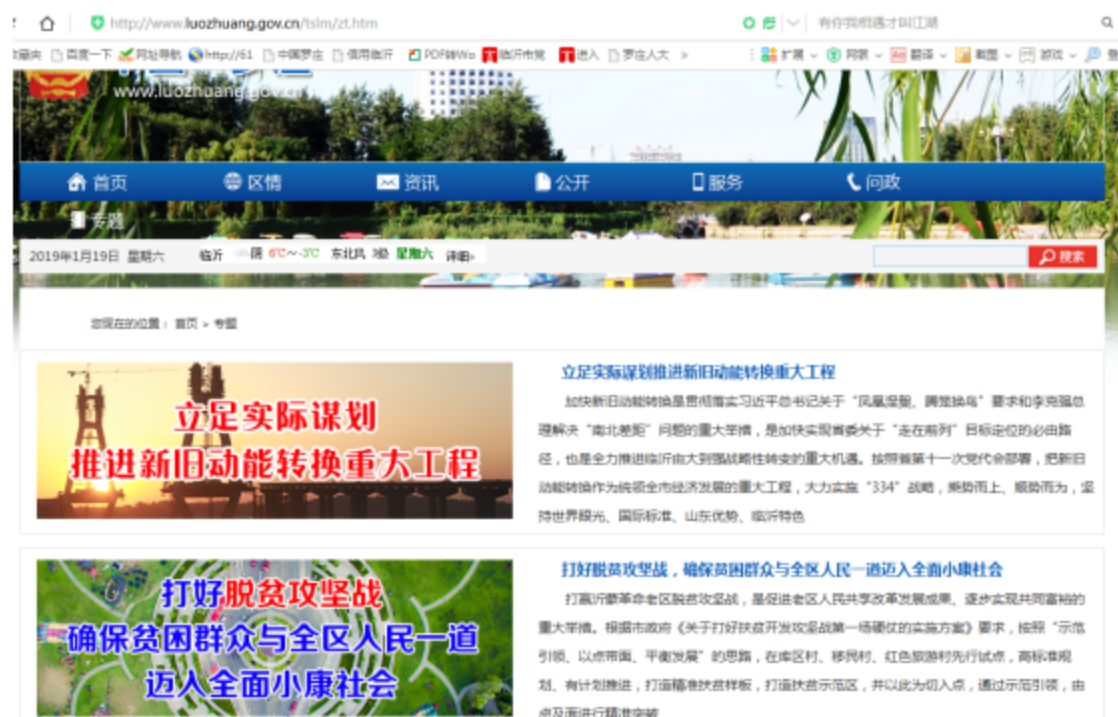 http://www.luozhuang.gov.cn/tslm/zt.htm
有你我相遇才叫江湖
收藏夹 百度一下 网址导航 http://61 中国罗庄 信用临沂 PDF转Wo 临沂市党 进入 罗庄人大 » 扩展 网银 翻译 截图 游戏 登
www.luozhuang.gov.cn
首页 区情 资讯 公开 服务 问政
专题
2019年1月19日 星期六 临沂 阴 6℃~-3℃ 东北风 星期六 详细» 搜索
您现在的位置： 首页 > 专题
立足实际谋划推进新旧动能转换重大工程
立足实际谋划
推进新旧动能转换重大工程
加快新旧动能转换是贯彻落实习近平总书记关于“凤凰涅槃、腾笼换鸟”要求和李克强总
理解决“南北差距”问题的重大举措，是加快实现省委关于“走在前列”目标定位的必由路
径，也是全力推进临沂由大到强战略性转变的重大机遇。按照省第十一次党代会部署，把新旧
动能转换作为统领全市经济发展的重大工程，大力实施“334”战略，乘势而上、顺势而为，坚
持世界眼光、国际标准、山东优势、临沂特色
打好脱贫攻坚战，确保贫困群众与全区人民一道迈入全面小康社会
打好脱贫攻坚战
确保贫困群众与全区人民一道
迈入全面小康社会
打赢沂蒙革命老区脱贫攻坚战，是促进老区人民共享改革发展成果、逐步实现共同富裕的
重大举措。根据市政府《关于打好扶贫开发攻坚战第一场硬仗的实施方案》要求，按照“示范
引领、以点带面、平衡发展”的思路，在库区村、移民村、红色旅游村先行试点，高标准规
划、有计划推进，打造精准扶贫样板，打造扶贫示范区，并以此为切入点，通过示范引领，由
点及面进行精准突破